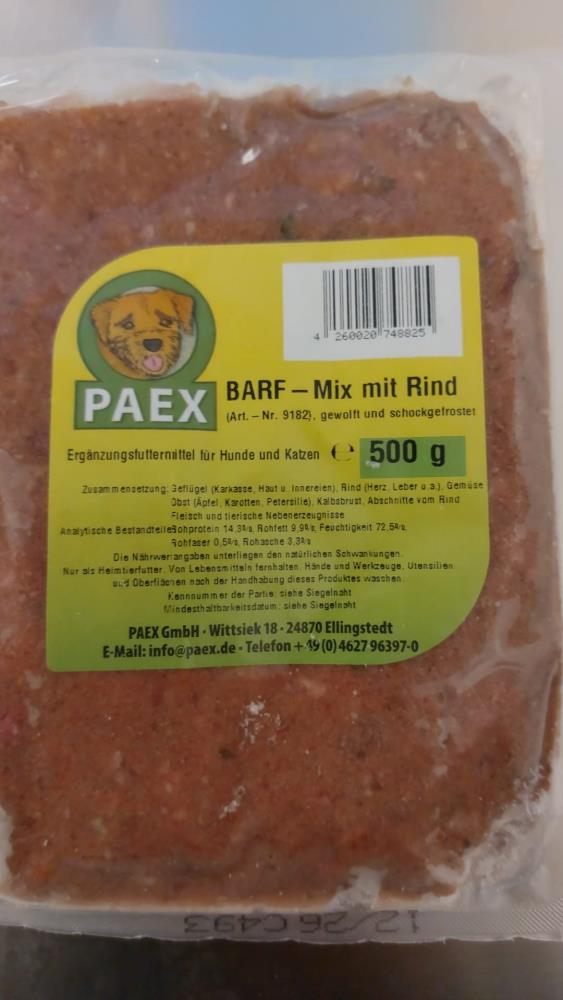 4 260020 748825
PAEX
BARF – Mix mit Rind
(Art. – Nr. 9182), gewolft und schockgefrostet
Ergänzungsfuttermittel für Hunde und Katzen ℮ 500 g
Zusammensetzung: Geflügel (Karkasse, Haut u. Innereien), Rind (Herz, Leber u.a.), Gemüse
Obst (Äpfel, Karotten, Petersilie), Kalbsbrust, Abschnitte vom Rind
Fleisch und tierische Nebenerzeugnisse
Analytische Bestandteile Rohprotein 14,3%, Rohfett 9,9%, Feuchtigkeit 72,5%,
Rohfaser 0,5%, Rohasche 3,3%
Die Nährwertangaben unterliegen den natürlichen Schwankungen.
Nur als Heimtierfutter. Von Lebensmitteln fernhalten. Hände und Werkzeuge, Utensilien
und Oberflächen nach der Handhabung dieses Produktes waschen.
Kennnummer der Partie: siehe Siegelnaht
Mindesthaltbarkeitsdatum: siehe Siegelnaht
PAEX GmbH · Wittsiek 18 · 24870 Ellingstedt
E-Mail: info@paex.de · Telefon + 49 (0) 4627 96397-0
12/26 C493